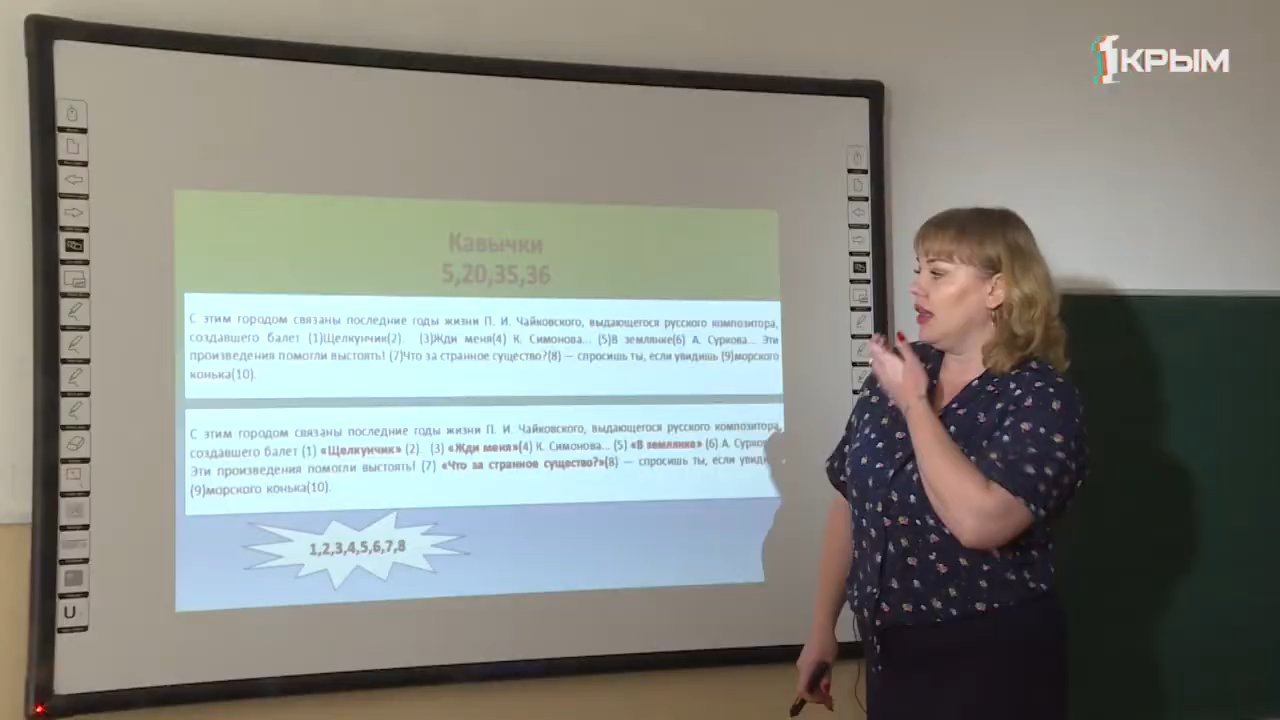 1КРЫМ
Кавычки
5,20,35,36
С этим городом связаны последние годы жизни П. И. Чайковского, выдающегося русского композитора,
создавшего балет (1)Щелкунчик(2). (3)Жди меня(4) К. Симонова... (5)В землянке(6) А. Суркова... Эти
произведения помогли выстоять! (7)Что за странное существо?(8) — спросишь ты, если увидишь (9)морского
конька(10).
С этим городом связаны последние годы жизни П. И. Чайковского, выдающегося русского композитора,
создавшего балет (1) «Щелкунчик» (2). (3) «Жди меня»(4) К. Симонова... (5) «В землянке» (6) А.
Эти произведения помогли выстоять! (7) «Что за странное существо?»(8) — спросишь ты, если
(9)морского конька(10).
1,2,3,4,5,6,7,8
U